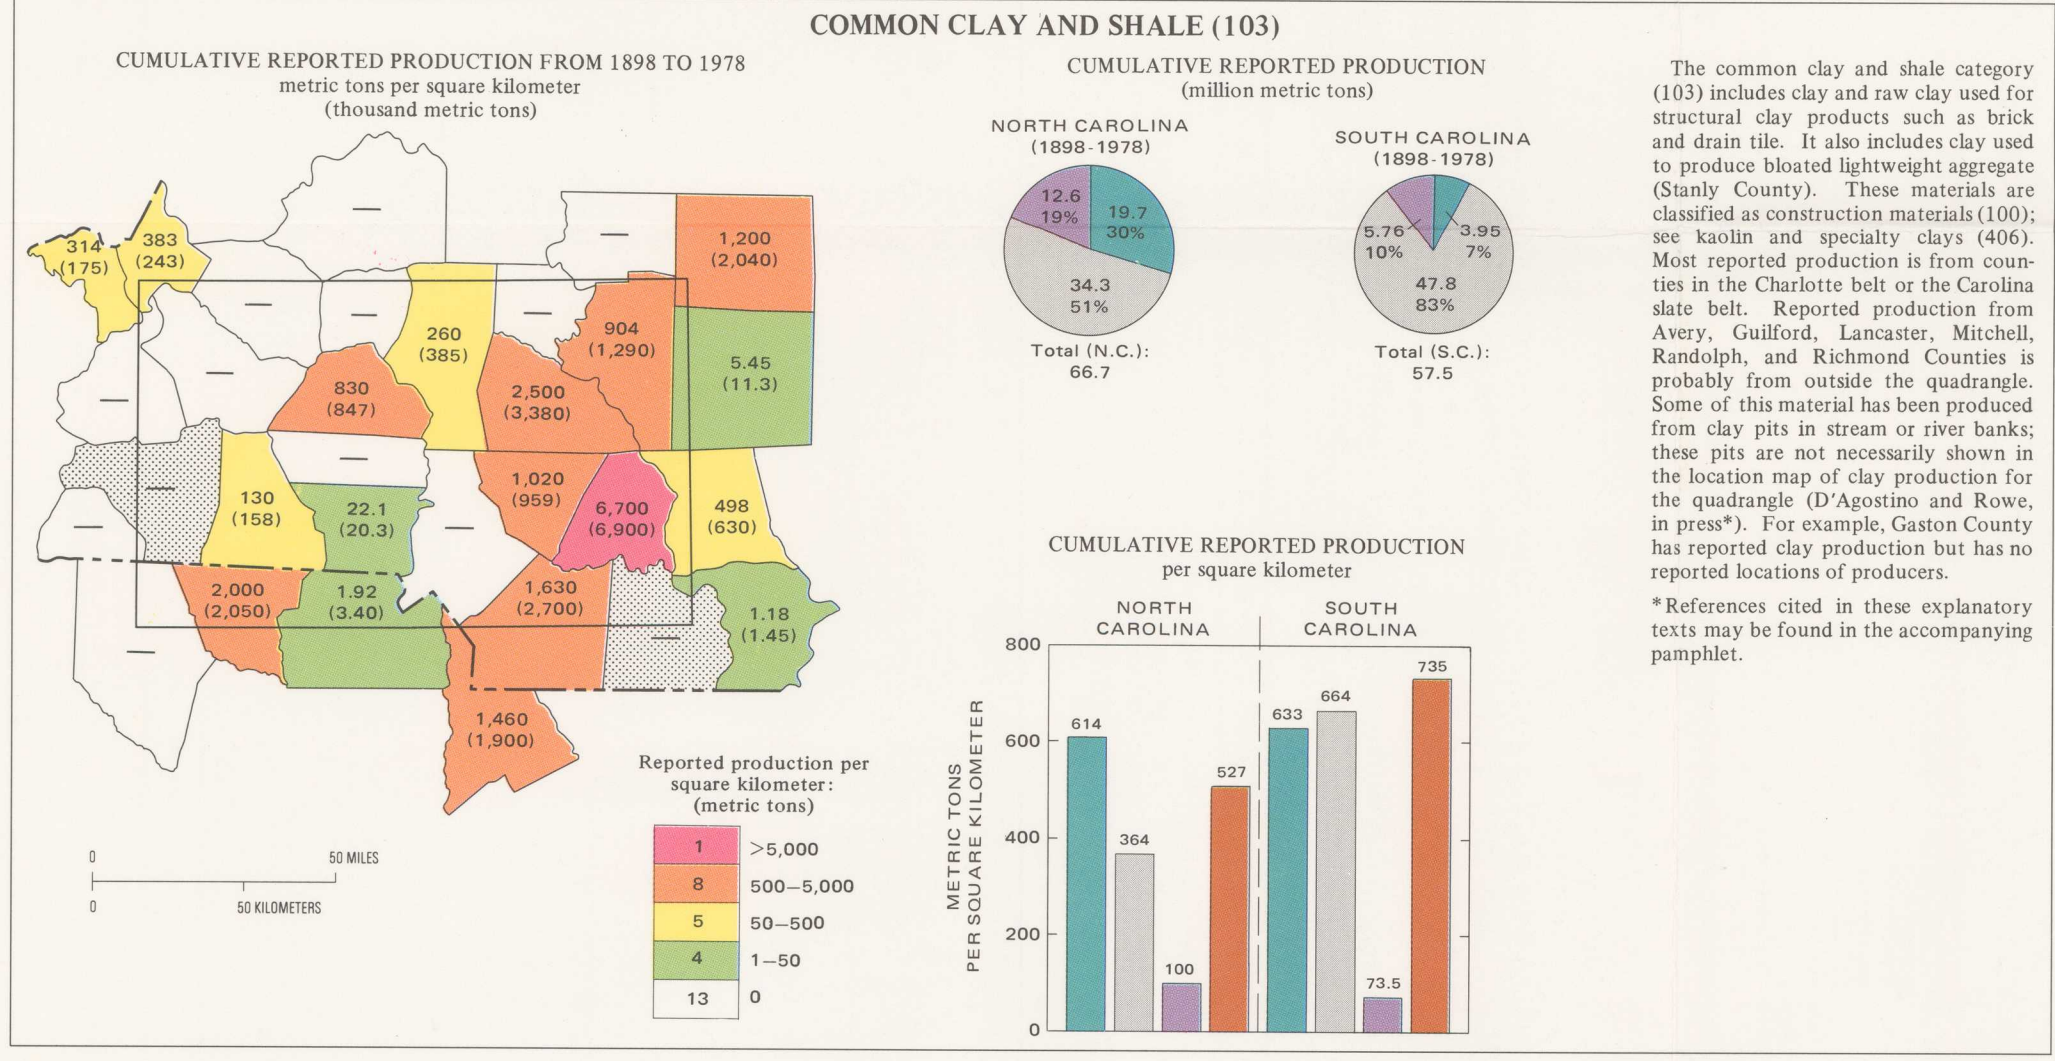 COMMON CLAY AND SHALE (103)
CUMULATIVE REPORTED PRODUCTION FROM 1898 TO 1978
metric tons per square kilometer
(thousand metric tons)
314
(175)
383
(243)
—
—
1,200
(2,040)
—
—
—
260
(385)
904
(1,290)
5.45
(11.3)
—
—
830
(847)
2,500
(3,380)
—
—
130
(158)
22.1
(20.3)
—
1,020
(959)
6,700
(6,900)
498
(630)
—
2,000
(2,050)
1.92
(3.40)
1,630
(2,700)
—
1.18
(1.45)
—
1,460
(1,900)
0
50 MILES
0
50 KILOMETERS
Reported production per
square kilometer:
(metric tons)
1 >5,000
8 500—5,000
5 50—500
4 1—50
13 0
CUMULATIVE REPORTED PRODUCTION
(million metric tons)
NORTH CAROLINA
(1898-1978)
12.6
19%
19.7
30%
34.3
51%
Total (N.C.):
66.7
SOUTH CAROLINA
(1898-1978)
5.76
10%
3.95
7%
47.8
83%
Total (S.C.):
57.5
CUMULATIVE REPORTED PRODUCTION
per square kilometer
NORTH
CAROLINA
SOUTH
CAROLINA
METRIC TONS
PER SQUARE KILOMETER
800
600
400
200
0
614
364
100
527
633
664
73.5
735
The common clay and shale category
(103) includes clay and raw clay used for
structural clay products such as brick
and drain tile. It also includes clay used
to produce bloated lightweight aggregate
(Stanly County). These materials are
classified as construction materials (100);
see kaolin and specialty clays (406).
Most reported production is from coun-
ties in the Charlotte belt or the Carolina
slate belt. Reported production from
Avery, Guilford, Lancaster, Mitchell,
Randolph, and Richmond Counties is
probably from outside the quadrangle.
Some of this material has been produced
from clay pits in stream or river banks;
these pits are not necessarily shown in
the location map of clay production for
the quadrangle (D'Agostino and Rowe,
in press*). For example, Gaston County
has reported clay production but has no
reported locations of producers.
*References cited in these explanatory
texts may be found in the accompanying
pamphlet.